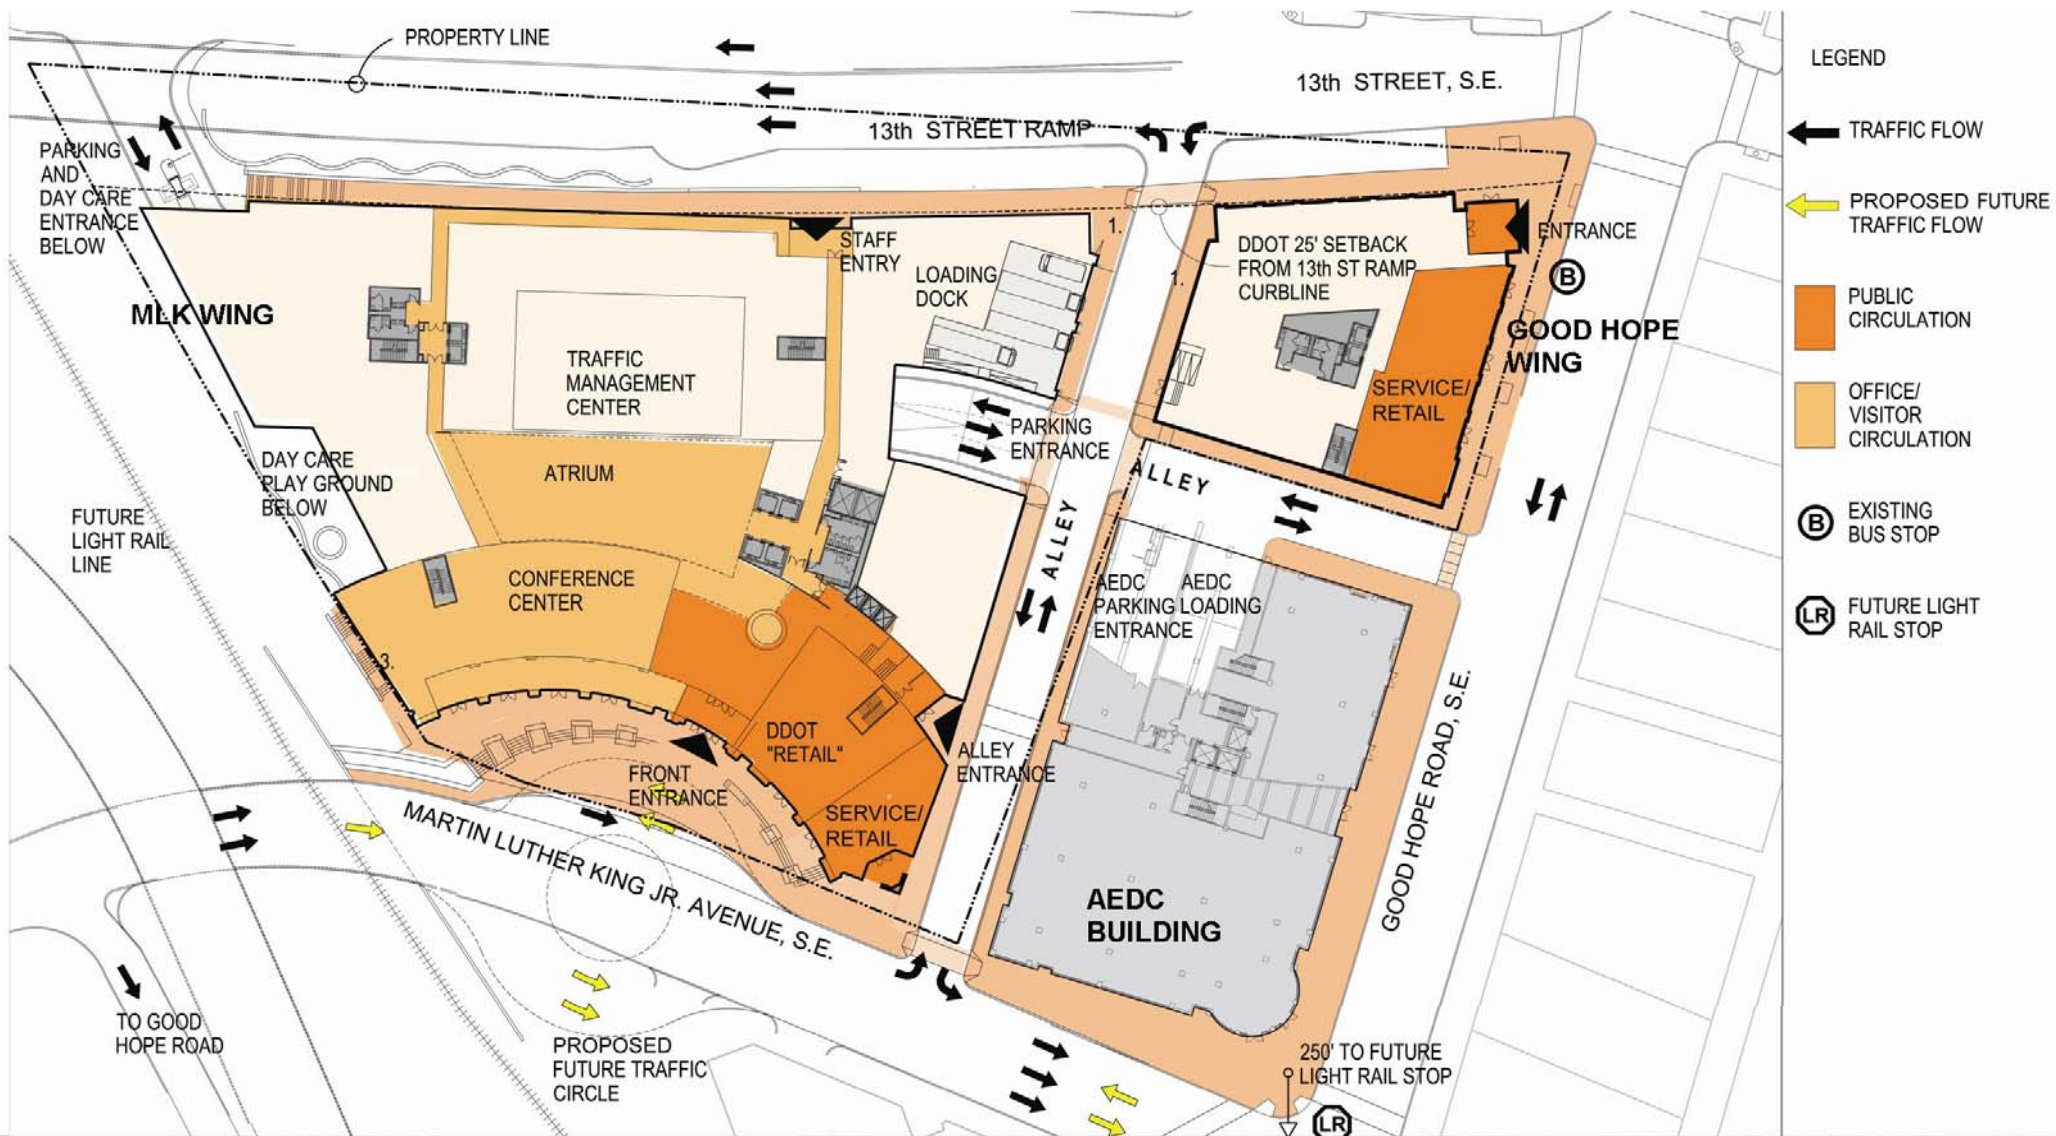 PROPERTY LINE
13th STREET, S.E.
13th STREET RAMP
PARKING
AND
DAY CARE
ENTRANCE
BELOW
MLK WING
STAFF
ENTRY
LOADING
DOCK
1.
1.
DDOT 25' SETBACK
FROM 13th ST RAMP
CURBLINE
ENTRANCE
B
GOOD HOPE
WING
SERVICE/
RETAIL
TRAFFIC
MANAGEMENT
CENTER
PARKING
ENTRANCE
ALLEY
ALLEY
ATRIUM
DAY CARE
PLAY GROUND
BELOW
FUTURE
LIGHT RAIL
LINE
CONFERENCE
CENTER
3.
AEDC
PARKING
ENTRANCE
AEDC
LOADING
DDOT
"RETAIL"
ALLEY
ENTRANCE
FRONT
ENTRANCE
SERVICE/
RETAIL
MARTIN LUTHER KING JR. AVENUE, S.E.
GOOD HOPE ROAD, S.E.
AEDC
BUILDING
TO GOOD
HOPE ROAD
PROPOSED
FUTURE TRAFFIC
CIRCLE
250' TO FUTURE
LIGHT RAIL STOP
LR
LEGEND
TRAFFIC FLOW
PROPOSED FUTURE
TRAFFIC FLOW
PUBLIC
CIRCULATION
OFFICE/
VISITOR
CIRCULATION
B
EXISTING
BUS STOP
LR
FUTURE LIGHT
RAIL STOP